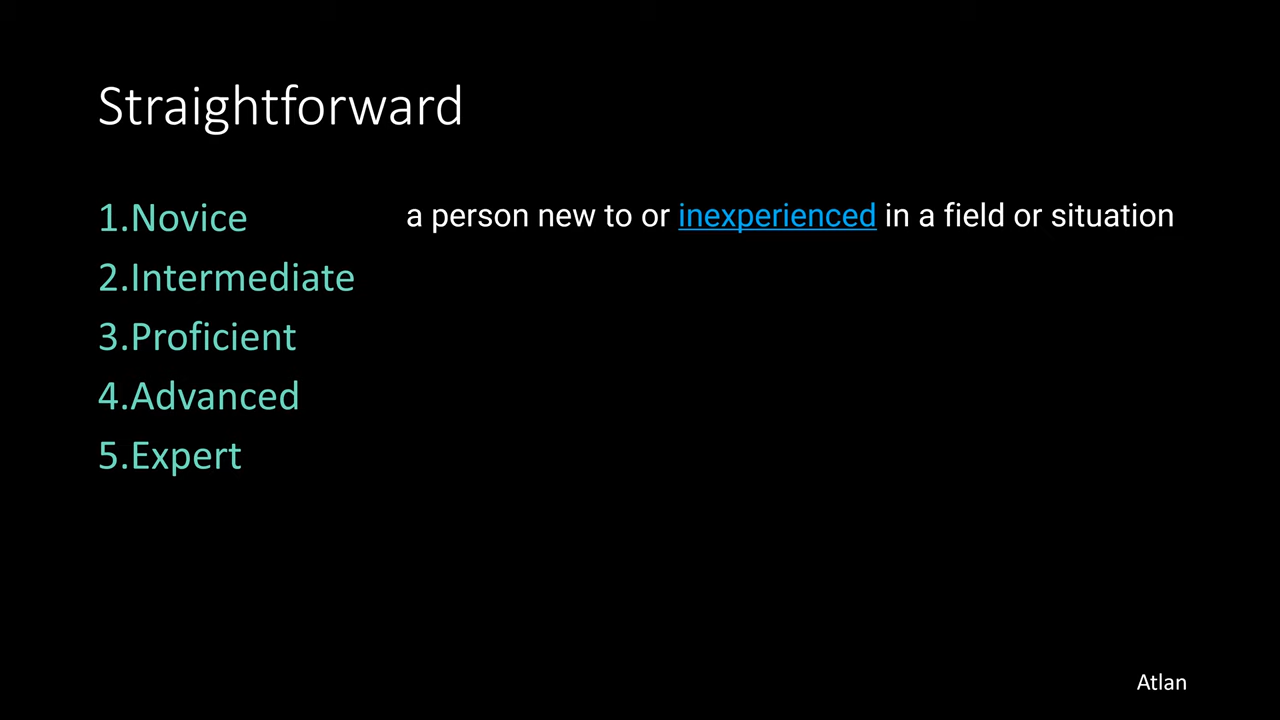 Straightforward
1.Novice
a person new to or inexperienced in a field or situation
2.Intermediate
3.Proficient
4.Advanced
5.Expert
Atlan